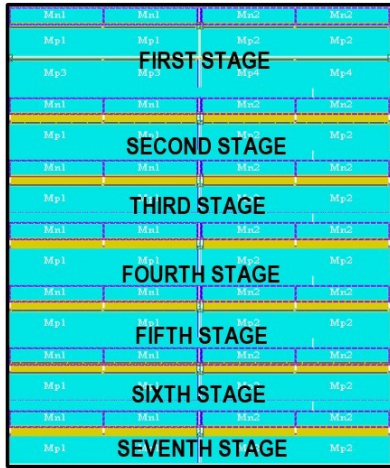 Mn1 Mn1 Mn2 Mn2
Mp1 Mp1 Mp2 Mp2
FIRST STAGE
Mp3 Mp3 Mp4 Mp4
Mn1 Mn1 Mn2 Mn2
Mp1 Mp1 Mp2 Mp2
SECOND STAGE
Mn1 Mn1 Mn2 Mn2
Mp1 Mp1 Mp2 Mp2
THIRD STAGE
Mn1 Mn1 Mn2 Mn2
Mp1 Mp1 Mp2 Mp2
FOURTH STAGE
Mn1 Mn1 Mn2 Mn2
Mp1 Mp1 Mp2 Mp2
FIFTH STAGE
Mn1 Mn1 Mn2 Mn2
Mp1 Mp1 Mp2 Mp2
SIXTH STAGE
Mn1 Mn1 Mn2 Mn2
Mp1 Mp1 Mp2 Mp2
SEVENTH STAGE